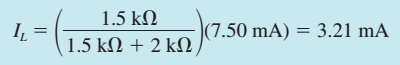 I_L = (1.5 kΩ / (1.5 kΩ + 2 kΩ))(7.50 mA) = 3.21 mA